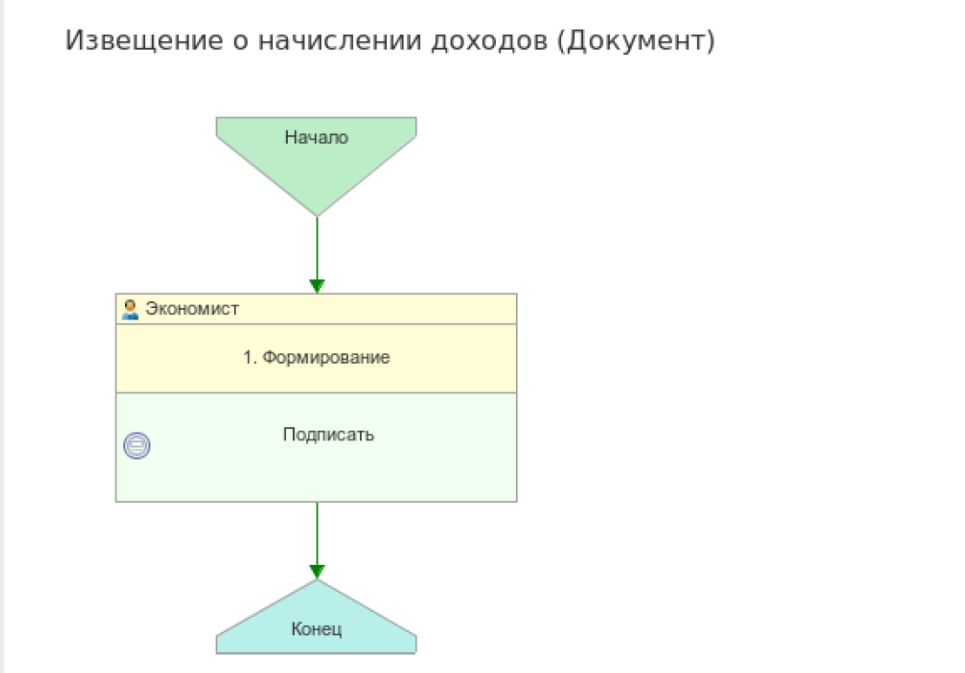 Извещение о начислении доходов (Документ)
Начало
Экономист
1. Формирование
Подписать
Конец